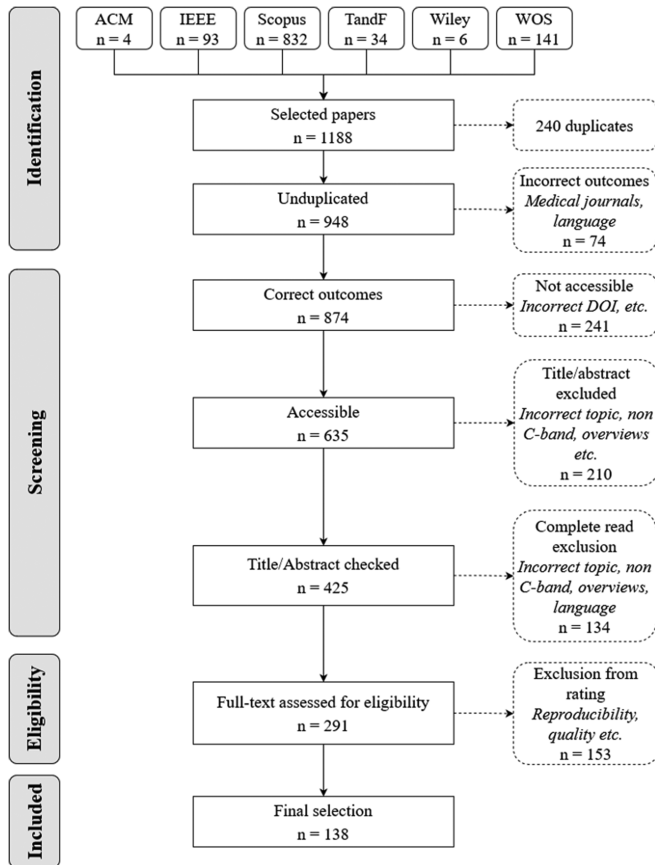 ACM
n = 4
IEEE
n = 93
Scopus
n = 832
TandF
n = 34
Wiley
n = 6
WOS
n = 141
Identification
Selected papers
n = 1188
240 duplicates
Unduplicated
n = 948
Incorrect outcomes
Medical journals,
language
n = 74
Screening
Correct outcomes
n = 874
Not accessible
Incorrect DOI, etc.
n = 241
Accessible
n = 635
Title/abstract
excluded
Incorrect topic, non
C-band, overviews
etc.
n = 210
Title/Abstract checked
n = 425
Complete read
exclusion
Incorrect topic, non
C-band, overviews,
language
n = 134
Eligibility
Full-text assessed for eligibility
n = 291
Exclusion from
rating
Reproducibility,
quality etc.
n = 153
Included
Final selection
n = 138